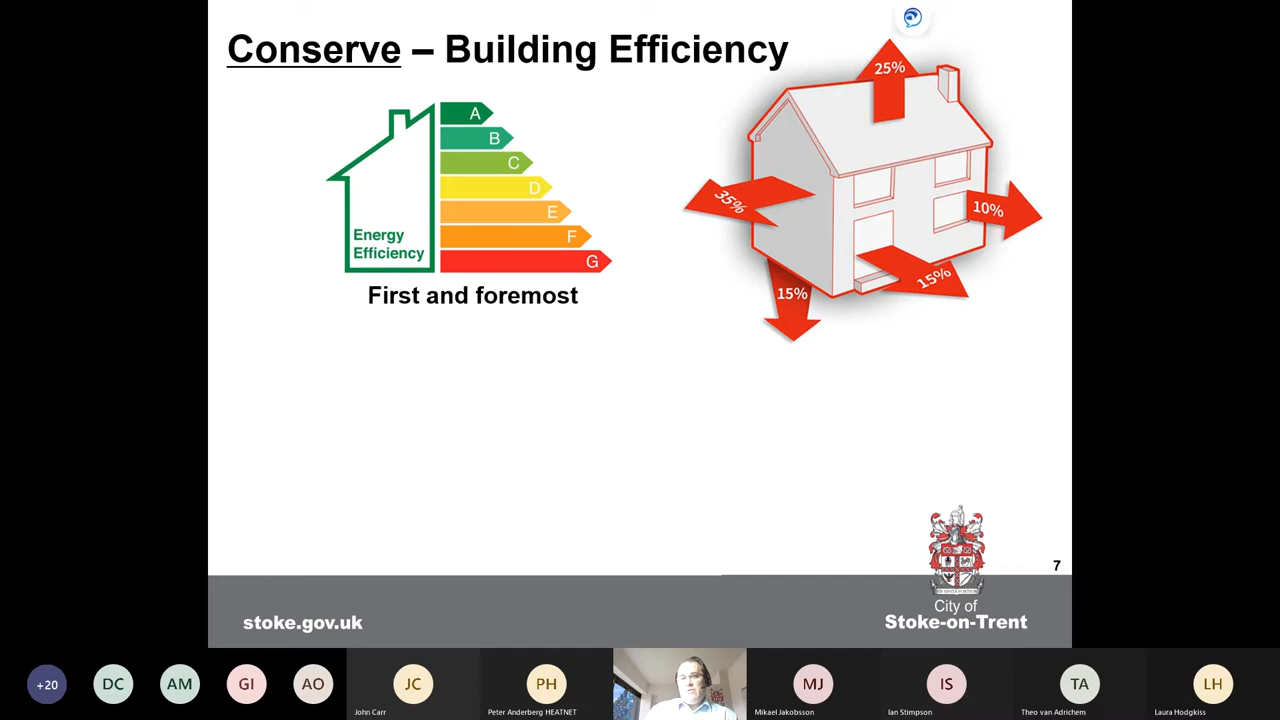 Conserve – Building Efficiency
25%
A
B
C
D
E
F
G
Energy
Efficiency
35%
10%
15%
15%
First and foremost
7
City of
stoke.gov.uk
Stoke-on-Trent
+20
DC
AM
GI
AO
JC
PH
MJ
IS
TA
LH
John Carr
Peter Anderberg HEATNET
Mikael Jakobsson
Ian Stimpson
Theo van Adrichem
Laura Hodgkiss